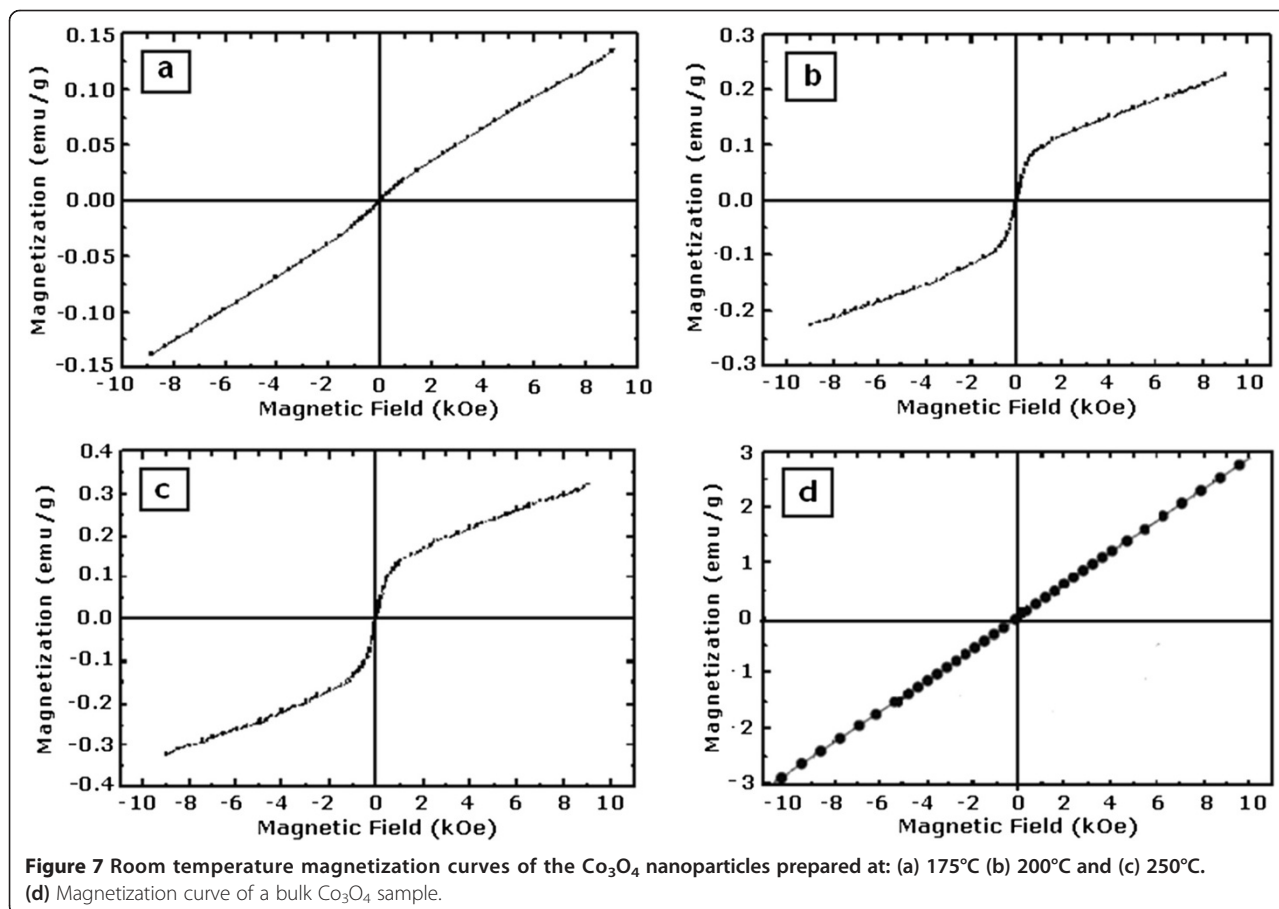 a
0.15
0.10
0.05
0.00
-0.05
-0.10
-0.15
Magnetization (emu/g)
-10 -8 -6 -4 -2 0 2 4 6 8 10
Magnetic Field (kOe)
b
0.3
0.2
0.1
0.0
-0.1
-0.2
-0.3
Magnetization (emu/g)
-10 -8 -6 -4 -2 0 2 4 6 8 10
Magnetic Field (kOe)
c
0.4
0.3
0.2
0.1
0.0
-0.1
-0.2
-0.3
-0.4
Magnetization (emu/g)
-8 -6 -4 -2 0 2 4 6 8 10
Magnetic Field (kOe)
d
3
2
1
0
-1
-2
-3
Magnetization (emu/g)
-10 -8 -6 -4 -2 0 2 4 6 8 10
Magnetic Field (kOe)
Figure 7 Room temperature magnetization curves of the Co₃O₄ nanoparticles prepared at: (a) 175°C (b) 200°C and (c) 250°C.
(d) Magnetization curve of a bulk Co₃O₄ sample.